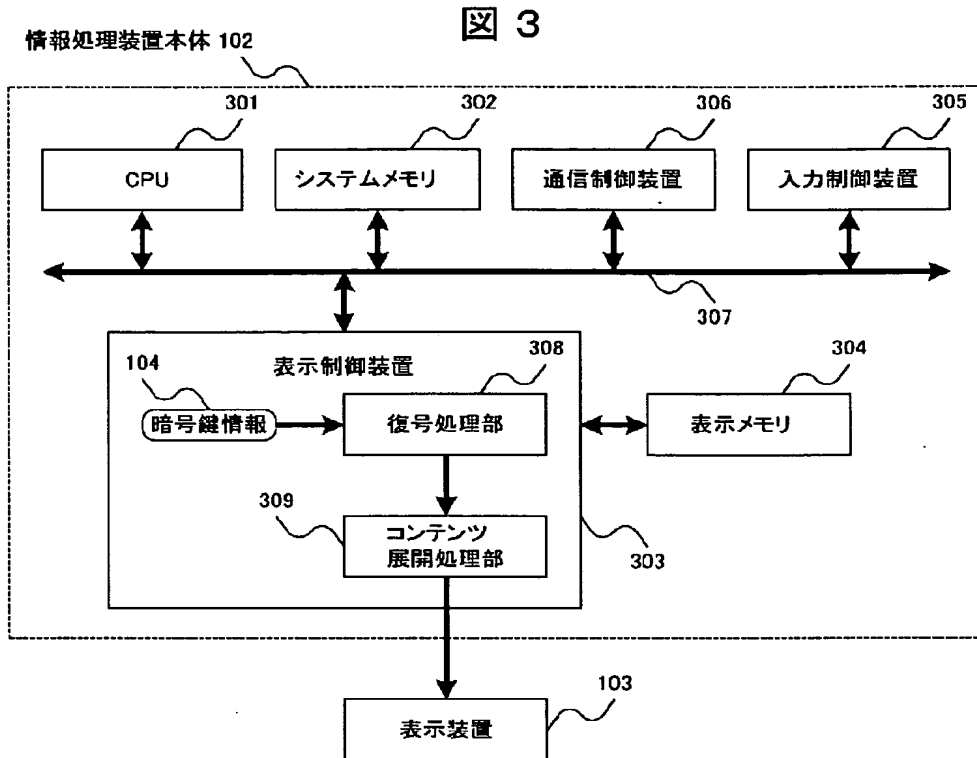 図 3
情報処理装置本体 102
301
302
306
305
CPU
システムメモリ
通信制御装置
入力制御装置
307
表示制御装置
104
308
304
暗号鍵情報
復号処理部
表示メモリ
309
コンテンツ
展開処理部
303
103
表示装置